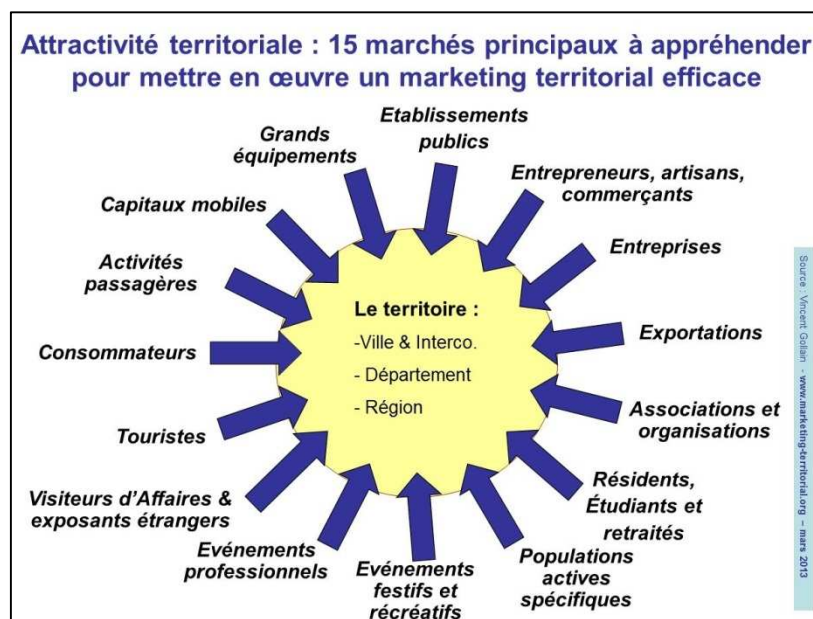 Attractivité territoriale : 15 marchés principaux à appréhender
pour mettre en œuvre un marketing territorial efficace
Etablissements
publics
Grands
équipements
Entrepreneurs, artisans,
commerçants
Capitaux mobiles
Entreprises
Activités
passagères
Le territoire :
-Ville & Interco.
- Département
- Région
Exportations
Consommateurs
Associations et
organisations
Touristes
Résidents,
Étudiants et
retraités
Visiteurs d'Affaires &
exposants étrangers
Evénements
professionnels
Evénements
festifs et
récréatifs
Populations
actives
spécifiques
Source : Vincent Gollain - www.marketing-territorial.org – mars 2013